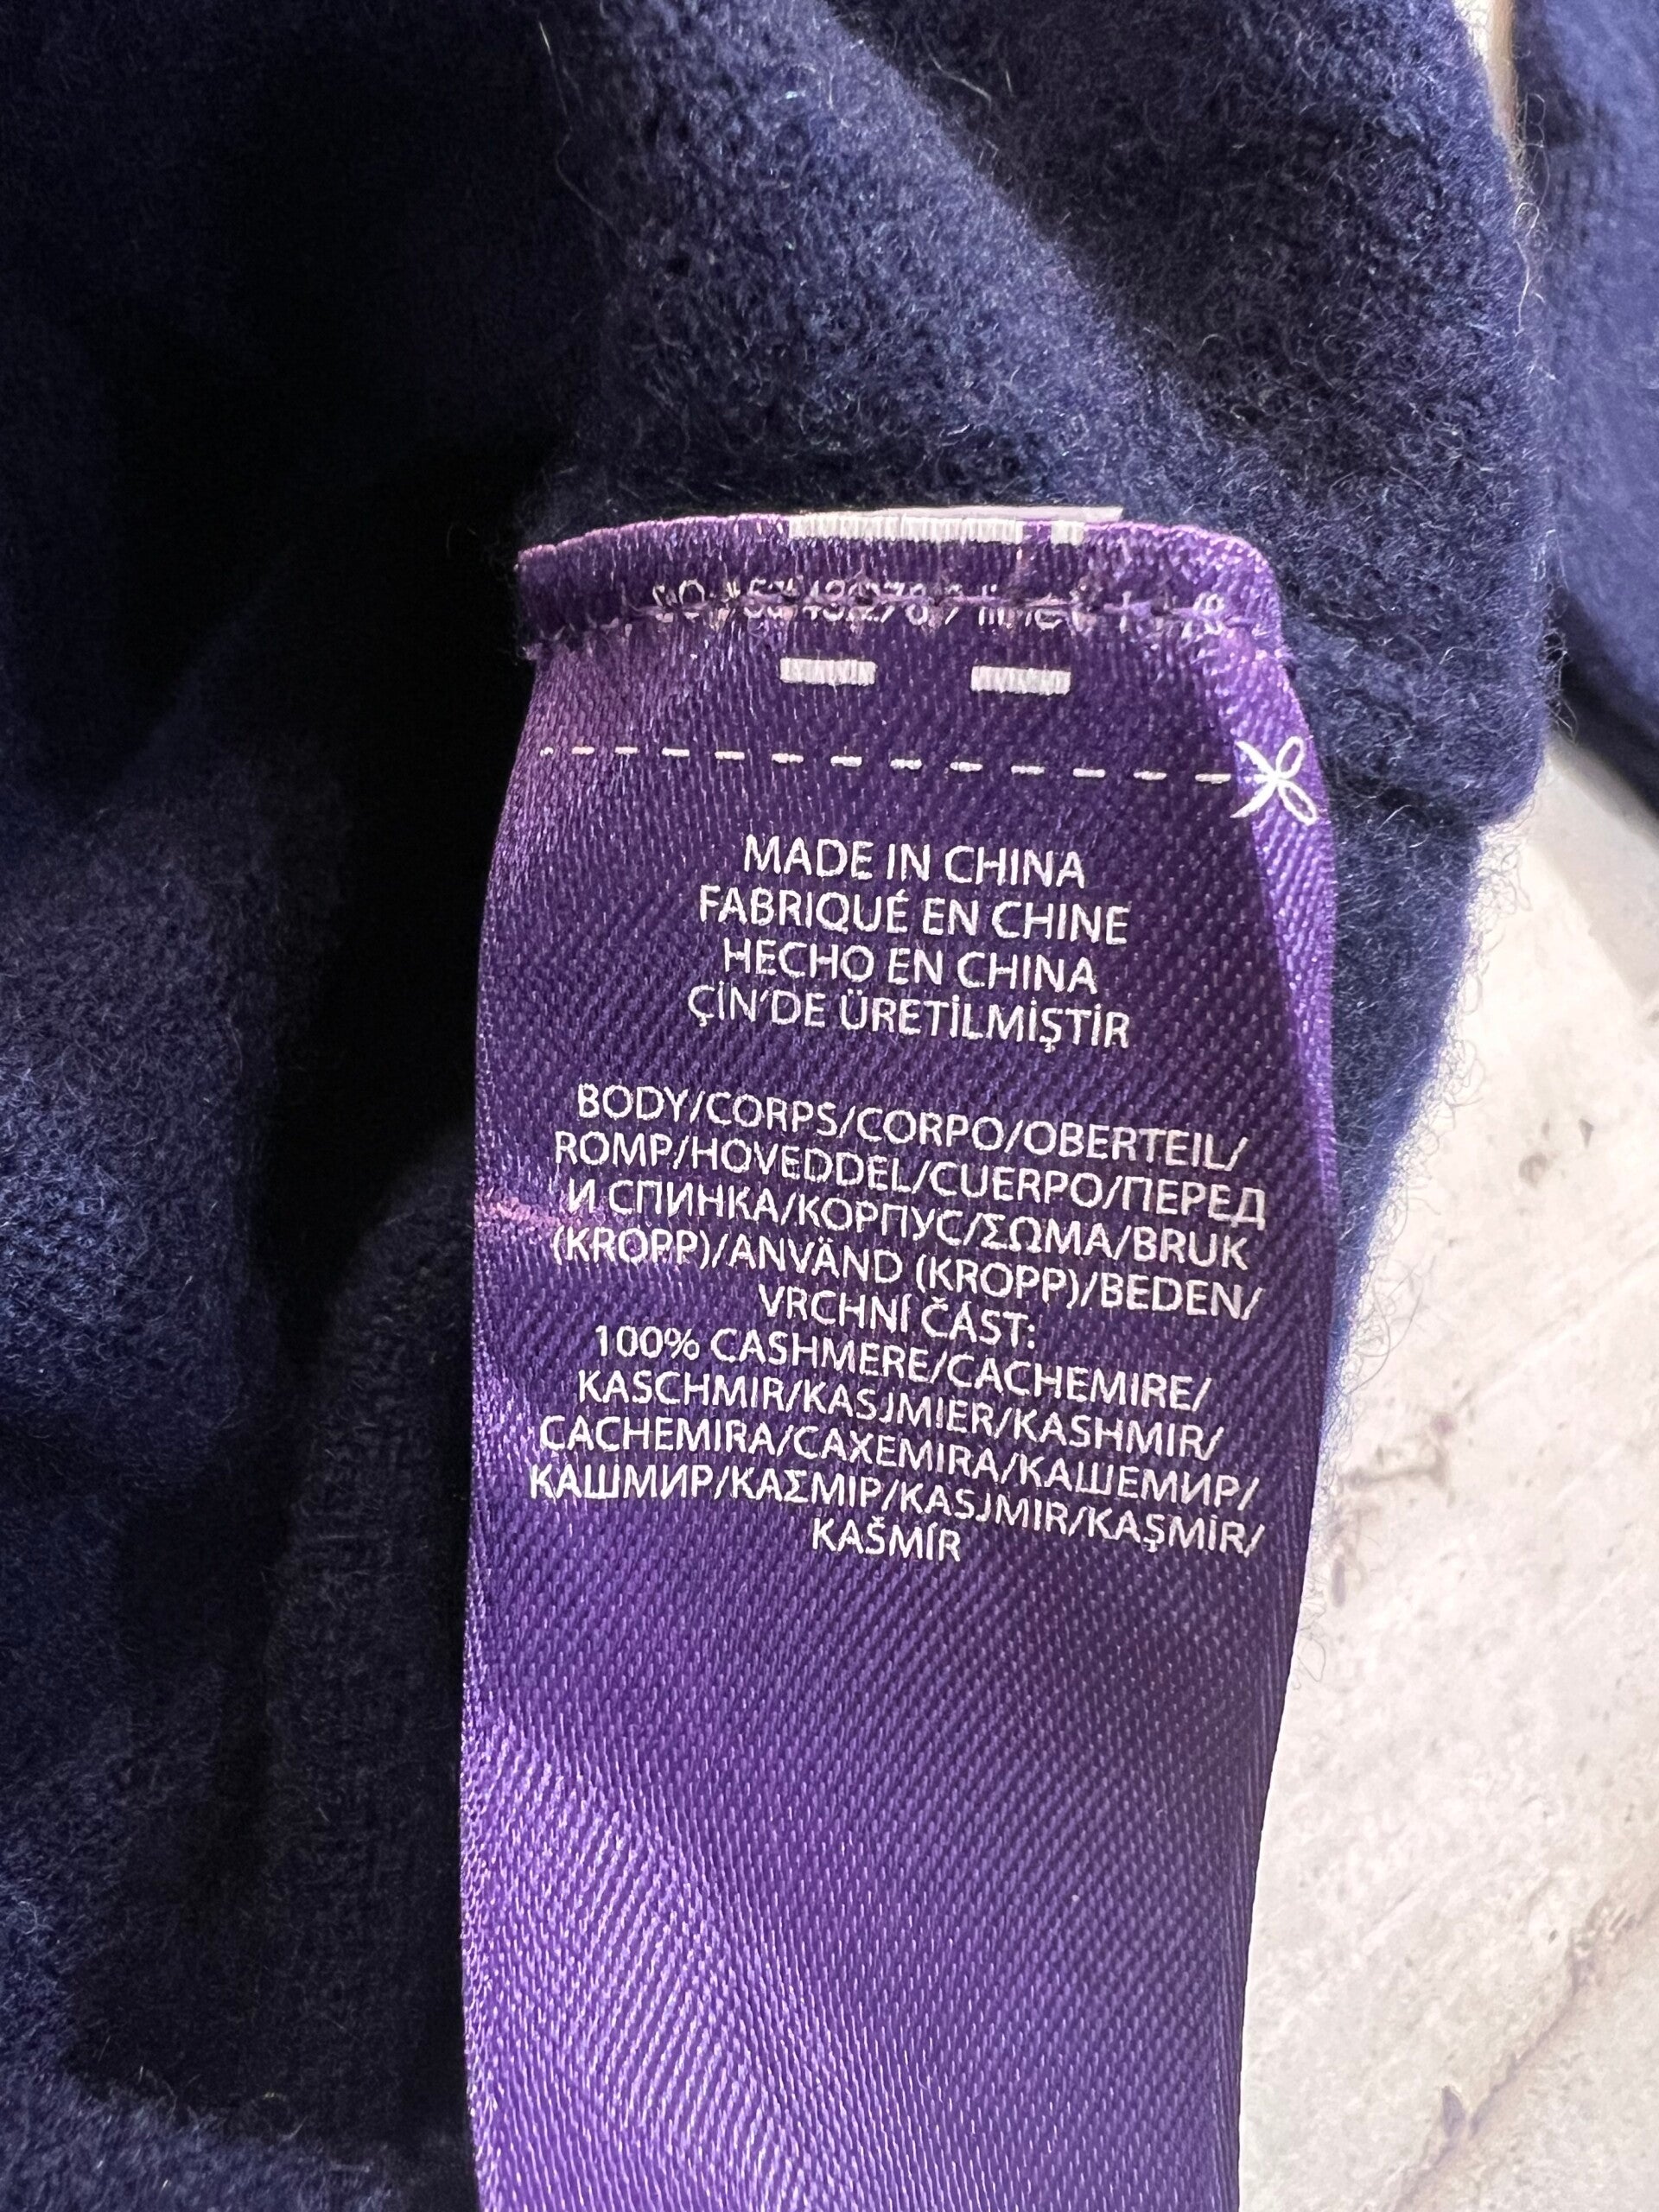 MADE IN CHINA
FABRIQUÉ EN CHINE
HECHO EN CHINA
ÇİN'DE ÜRETİLMİŞTİR
BODY/CORPS/CORPO/OBERTEIL/
ROMP/HOVEDDEL/CUERPO/ПЕРЕД
И СПИНКА/КОРПУС/ΣΩΜΑ/BRUK
(KROPP)/ANVÄND (KROPP)/BEDEN/
VRCHNÍ ČÁST:
100% CASHMERE/CACHEMIRE/
KASCHMIR/KASJMIER/KASHMIR/
CACHEMIRA/CAXEMIRA/КАШЕМИР/
КАШМИР/ΚΑΣΜΙΡ/KASJMIR/KAŞMİR/
KAŠMÍR